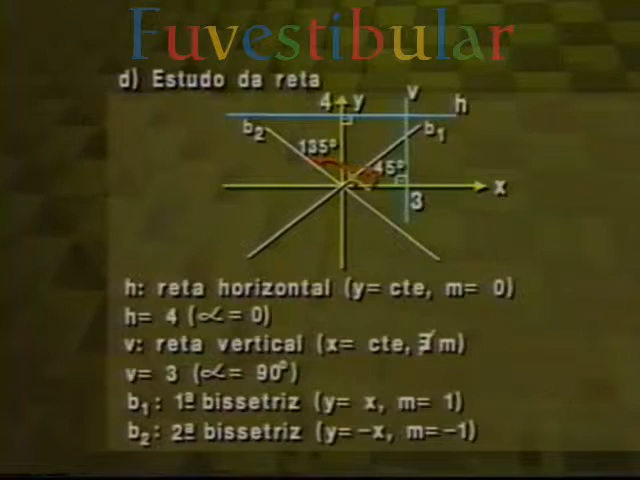 Fuvestibular
d) Estudo da reta
4 y v h
b₂ b₁
135º 45º
x
3
h: reta horizontal (y= cte, m= 0)
h= 4 (∝= 0)
v: reta vertical (x= cte, ∄ m)
v= 3 (∝= 90º)
b₁: 1ª bissetriz (y= x, m= 1)
b₂: 2ª bissetriz (y=-x, m=-1)